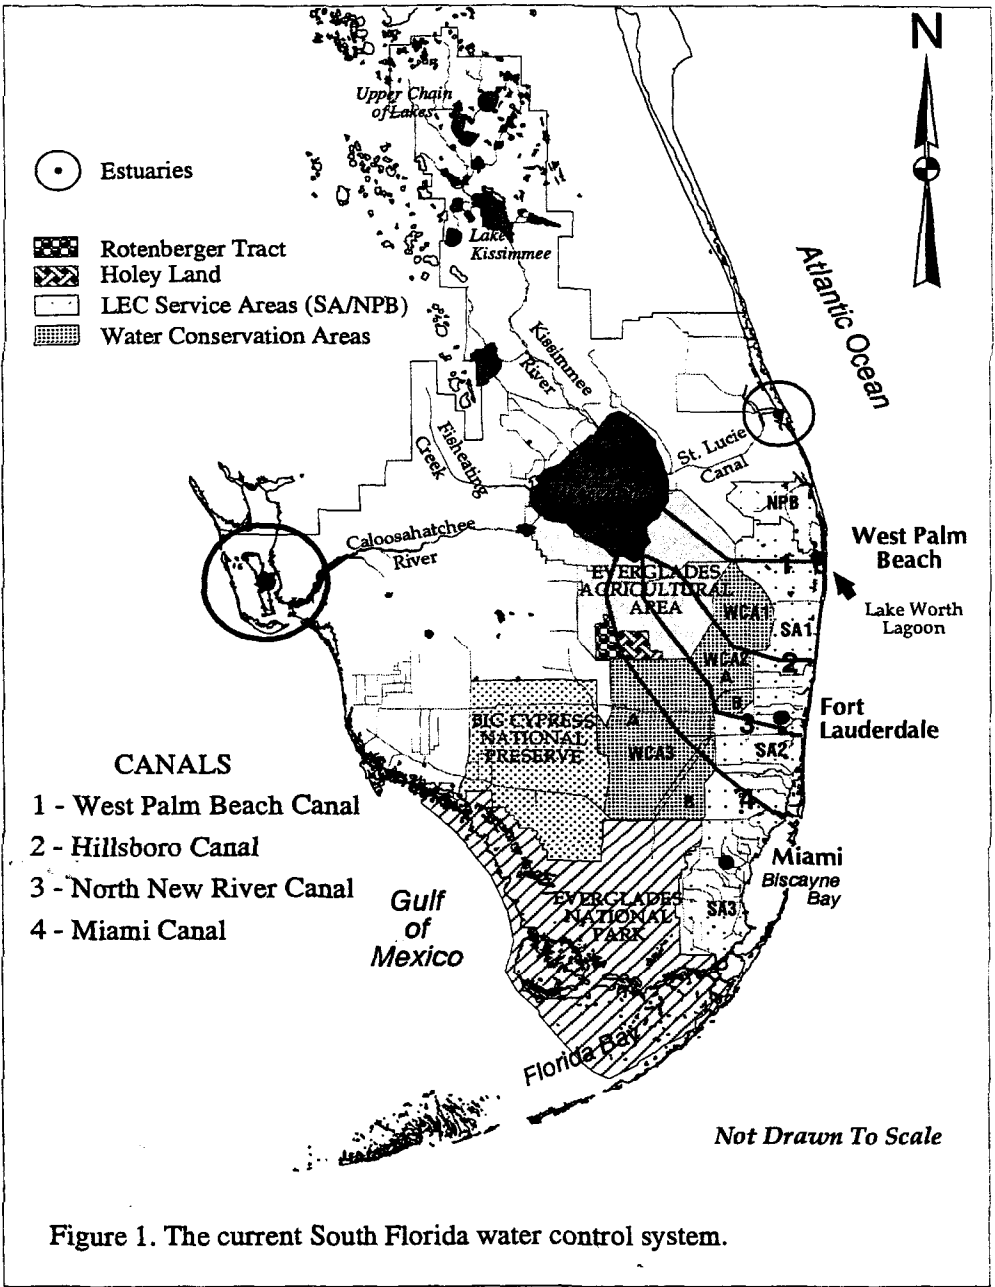 N
Upper Chain
of Lakes
Estuaries
Rotenberger Tract
Holey Land
LEC Service Areas (SA/NPB)
Water Conservation Areas
Lake
Kissimmee
Atlantic Ocean
Kissimmee
River
Fisheating
Creek
St. Lucie
Canal
NPB
Caloosahatchee
River
West Palm
Beach
1
EVERGLADES
AGRICULTURAL
AREA
WCA1
Lake Worth
Lagoon
SA1
2
WCA2
A
B
Fort
Lauderdale
3
SA2
BIG CYPRESS
NATIONAL
PRESERVE
A
WCA3
B
4
CANALS
1 - West Palm Beach Canal
2 - Hillsboro Canal
3 - North New River Canal
4 - Miami Canal
Miami
Biscayne
Bay
Gulf
of
Mexico
EVERGLADES
NATIONAL
PARK
SA3
Florida Bay
Not Drawn To Scale
Figure 1. The current South Florida water control system.